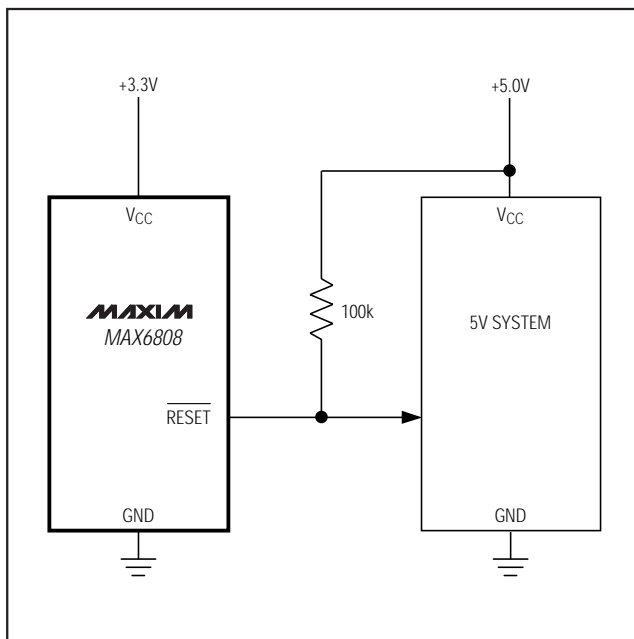 +3.3V
+5.0V
VCC
VCC
MAXIM
MAX6808
100k
5V SYSTEM
RESET
GND
GND